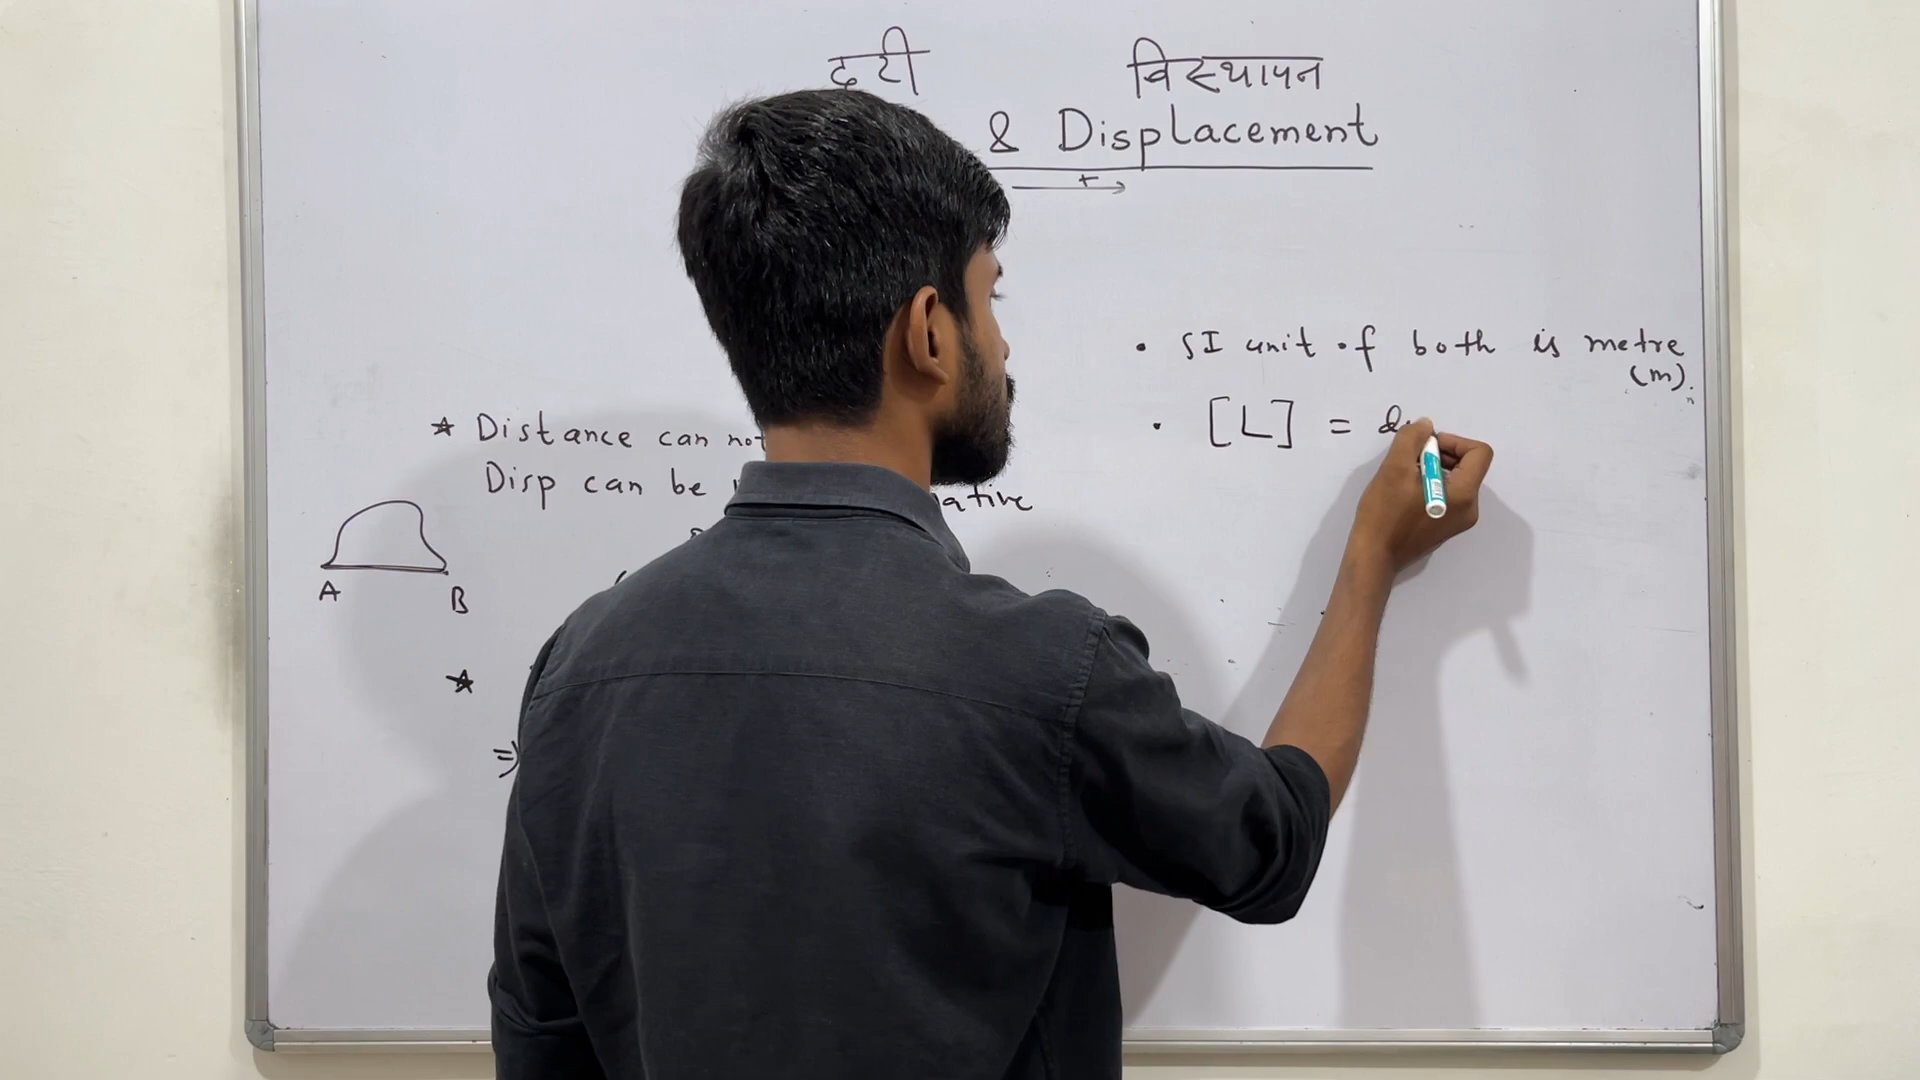 दूरी विस्थापन
& Displacement
+
• SI unit of both is metre
(m).
• [L] =
★ Distance can not
Disp can be
A B
★
⇒